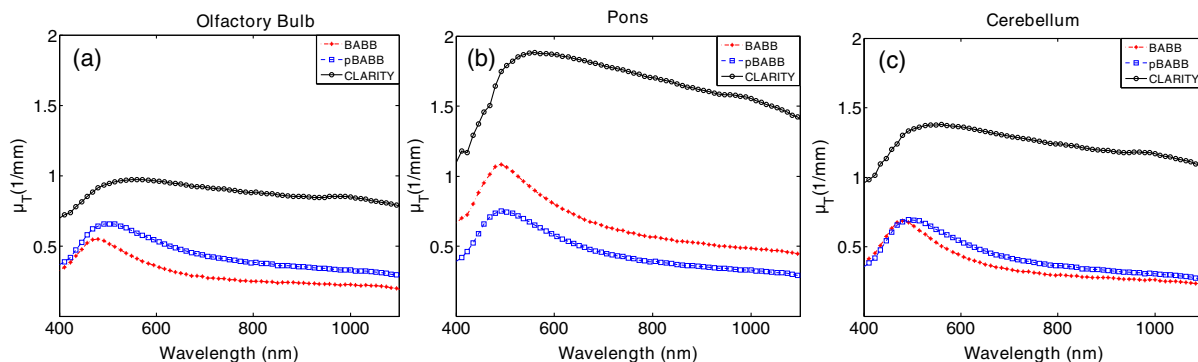 Olfactory Bulb
(a)
BABB
pBABB
CLARITY
2
1.5
1
0.5
μT(1/mm)
400 600 800 1000
Wavelength (nm)
Pons
(b)
BABB
pBABB
CLARITY
2
1.5
1
0.5
μT(1/mm)
400 600 800 1000
Wavelength (nm)
Cerebellum
(c)
BABB
pBABB
CLARITY
2
1.5
1
0.5
μT(1/mm)
400 600 800 1000
Wavelength (nm)